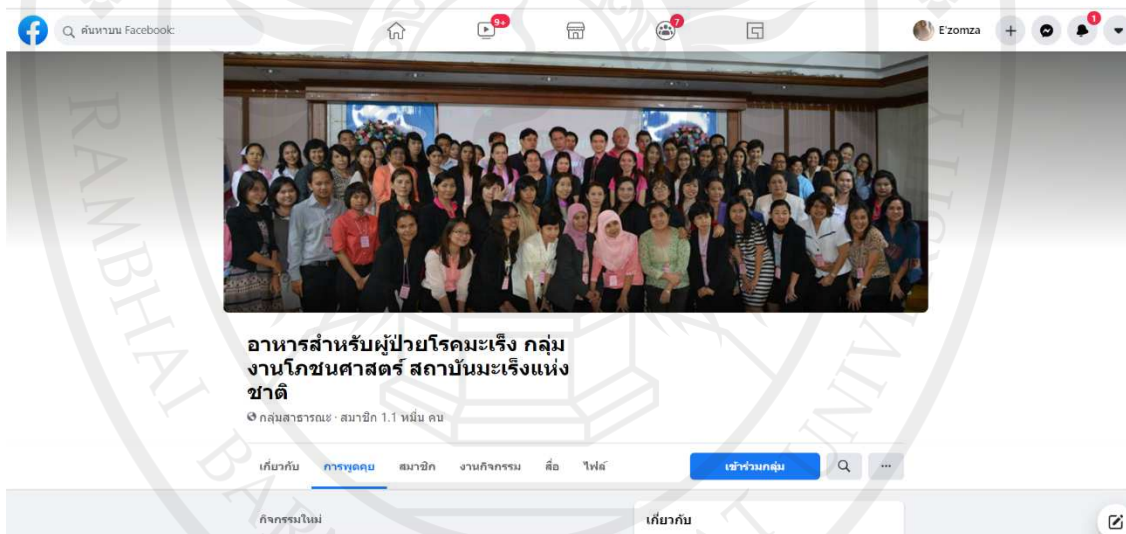 ค้นหาบน Facebook:
9+
7
E'zomza
1
อาหารสำหรับผู้ป่วยโรคมะเร็ง กลุ่ม
งานโภชนศาสตร์ สถาบันมะเร็งแห่ง
ชาติ
กลุ่มสาธารณะ · สมาชิก 1.1 หมื่น คน
เกี่ยวกับ การพูดคุย สมาชิก งานกิจกรรม สื่อ ไฟล์ เข้าร่วมกลุ่ม
กิจกรรมใหม่ เกี่ยวกับ
RAMBHAI BAR
UNIVERSITY